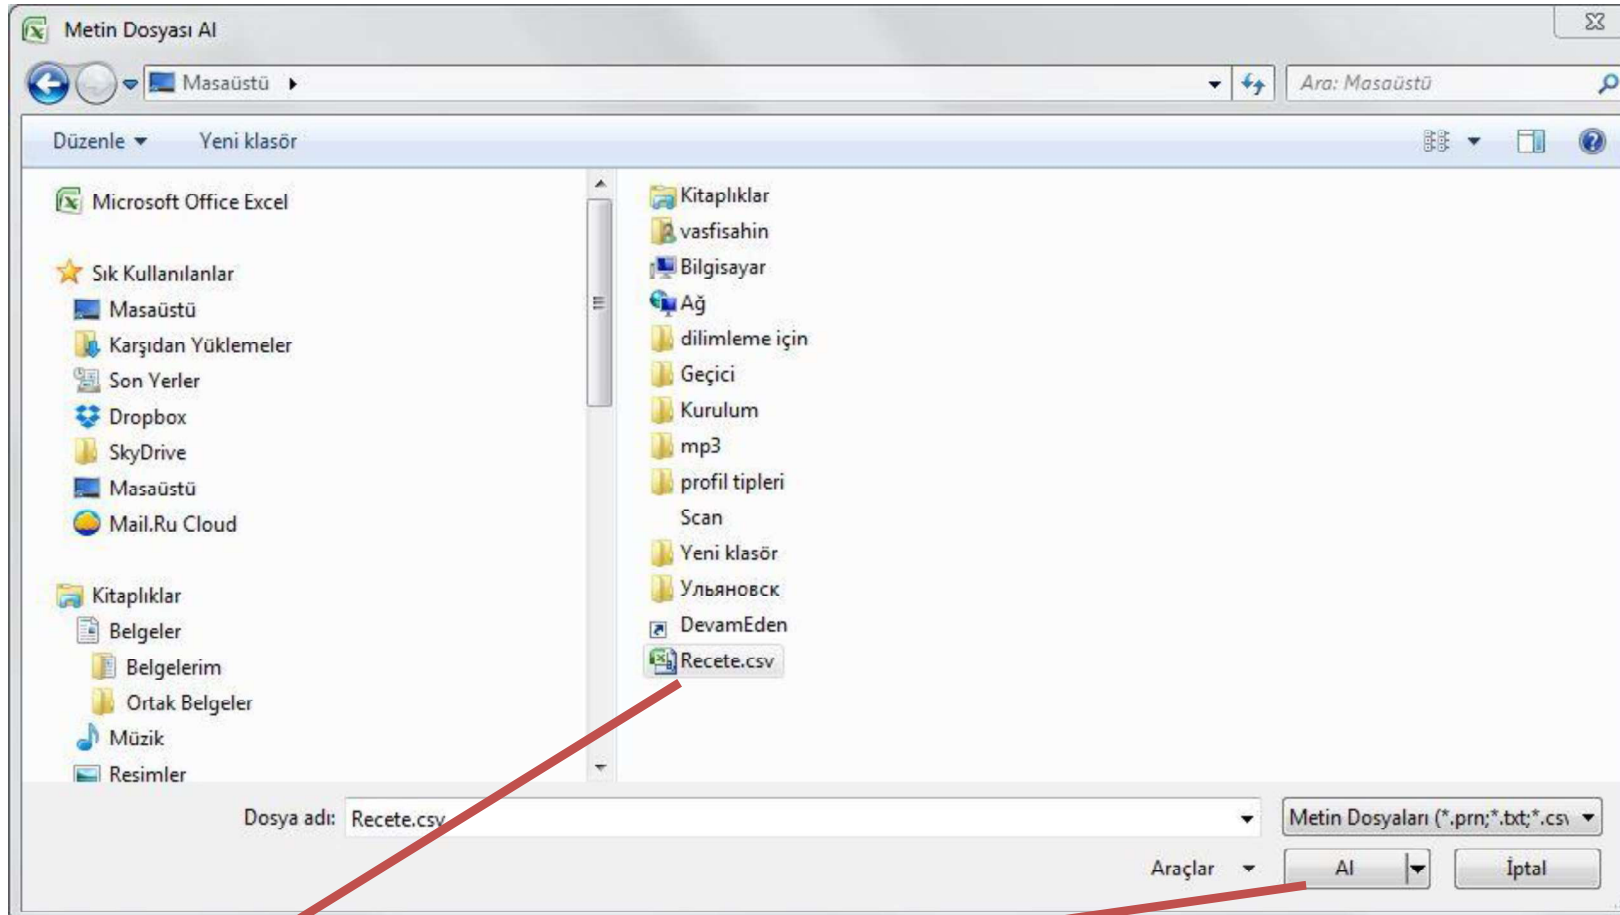 Metin Dosyası Al
Masaüstü
Ara: Masaüstü
Düzenle
Yeni klasör
Microsoft Office Excel
Sık Kullanılanlar
Masaüstü
Karşıdan Yüklemeler
Son Yerler
Dropbox
SkyDrive
Masaüstü
Mail.Ru Cloud
Kitaplıklar
Belgeler
Belgelerim
Ortak Belgeler
Müzik
Resimler
Kitaplıklar
vasfisahin
Bilgisayar
Ağ
dilimleme için
Geçici
Kurulum
mp3
profil tipleri
Scan
Yeni klasör
Ульяновск
DevamEden
Recete.csv
Dosya adı: Recete.csv
Metin Dosyaları (*.prn;*.txt;*.csv
Araçlar
Al
İptal